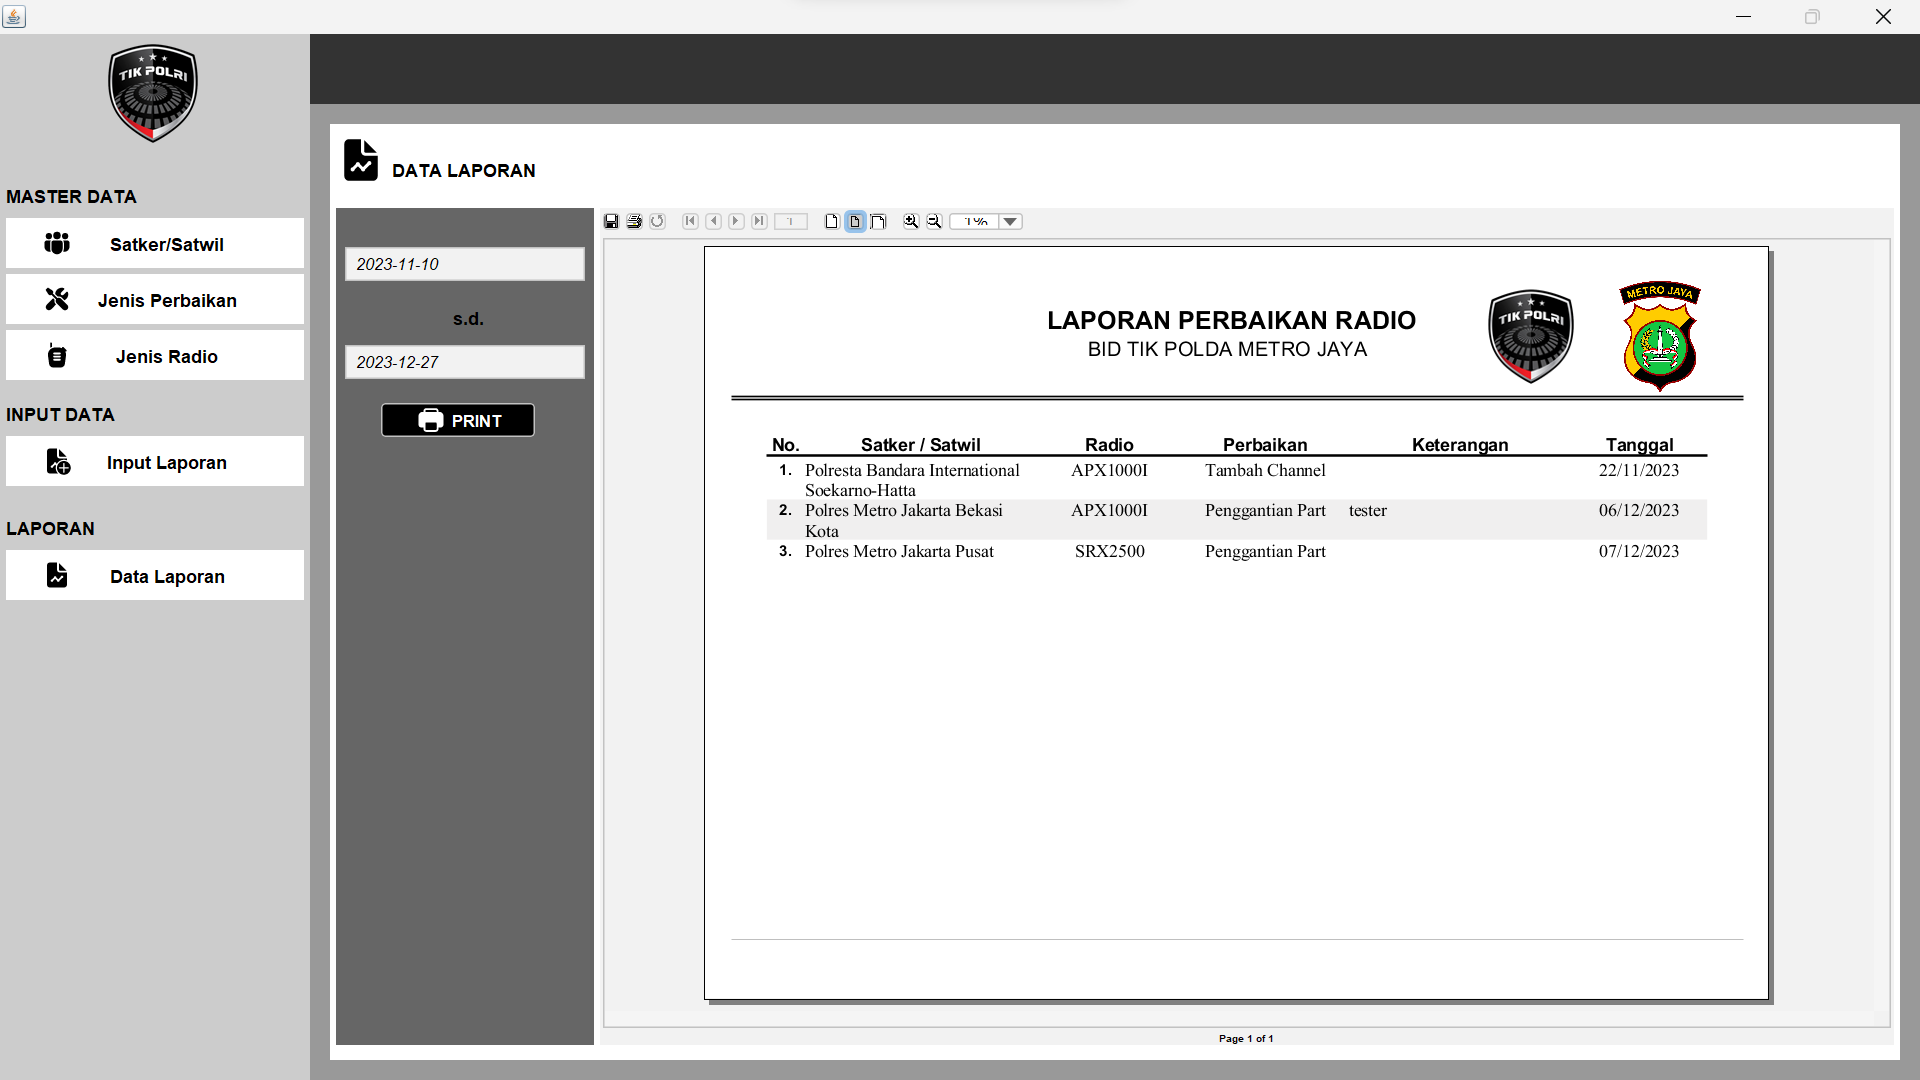 TIK POLRI
MASTER DATA
Satker/Satwil
Jenis Perbaikan
Jenis Radio
INPUT DATA
Input Laporan
LAPORAN
Data Laporan
DATA LAPORAN
2023-11-10
s.d.
2023-12-27
PRINT
1
1%
LAPORAN PERBAIKAN RADIO
BID TIK POLDA METRO JAYA
TIK POLRI
METRO JAYA
No. Satker / Satwil Radio Perbaikan Keterangan Tanggal
1. Polresta Bandara International Soekarno-Hatta APX1000I Tambah Channel 22/11/2023
2. Polres Metro Jakarta Bekasi Kota APX1000I Penggantian Part tester 06/12/2023
3. Polres Metro Jakarta Pusat SRX2500 Penggantian Part 07/12/2023
Page 1 of 1